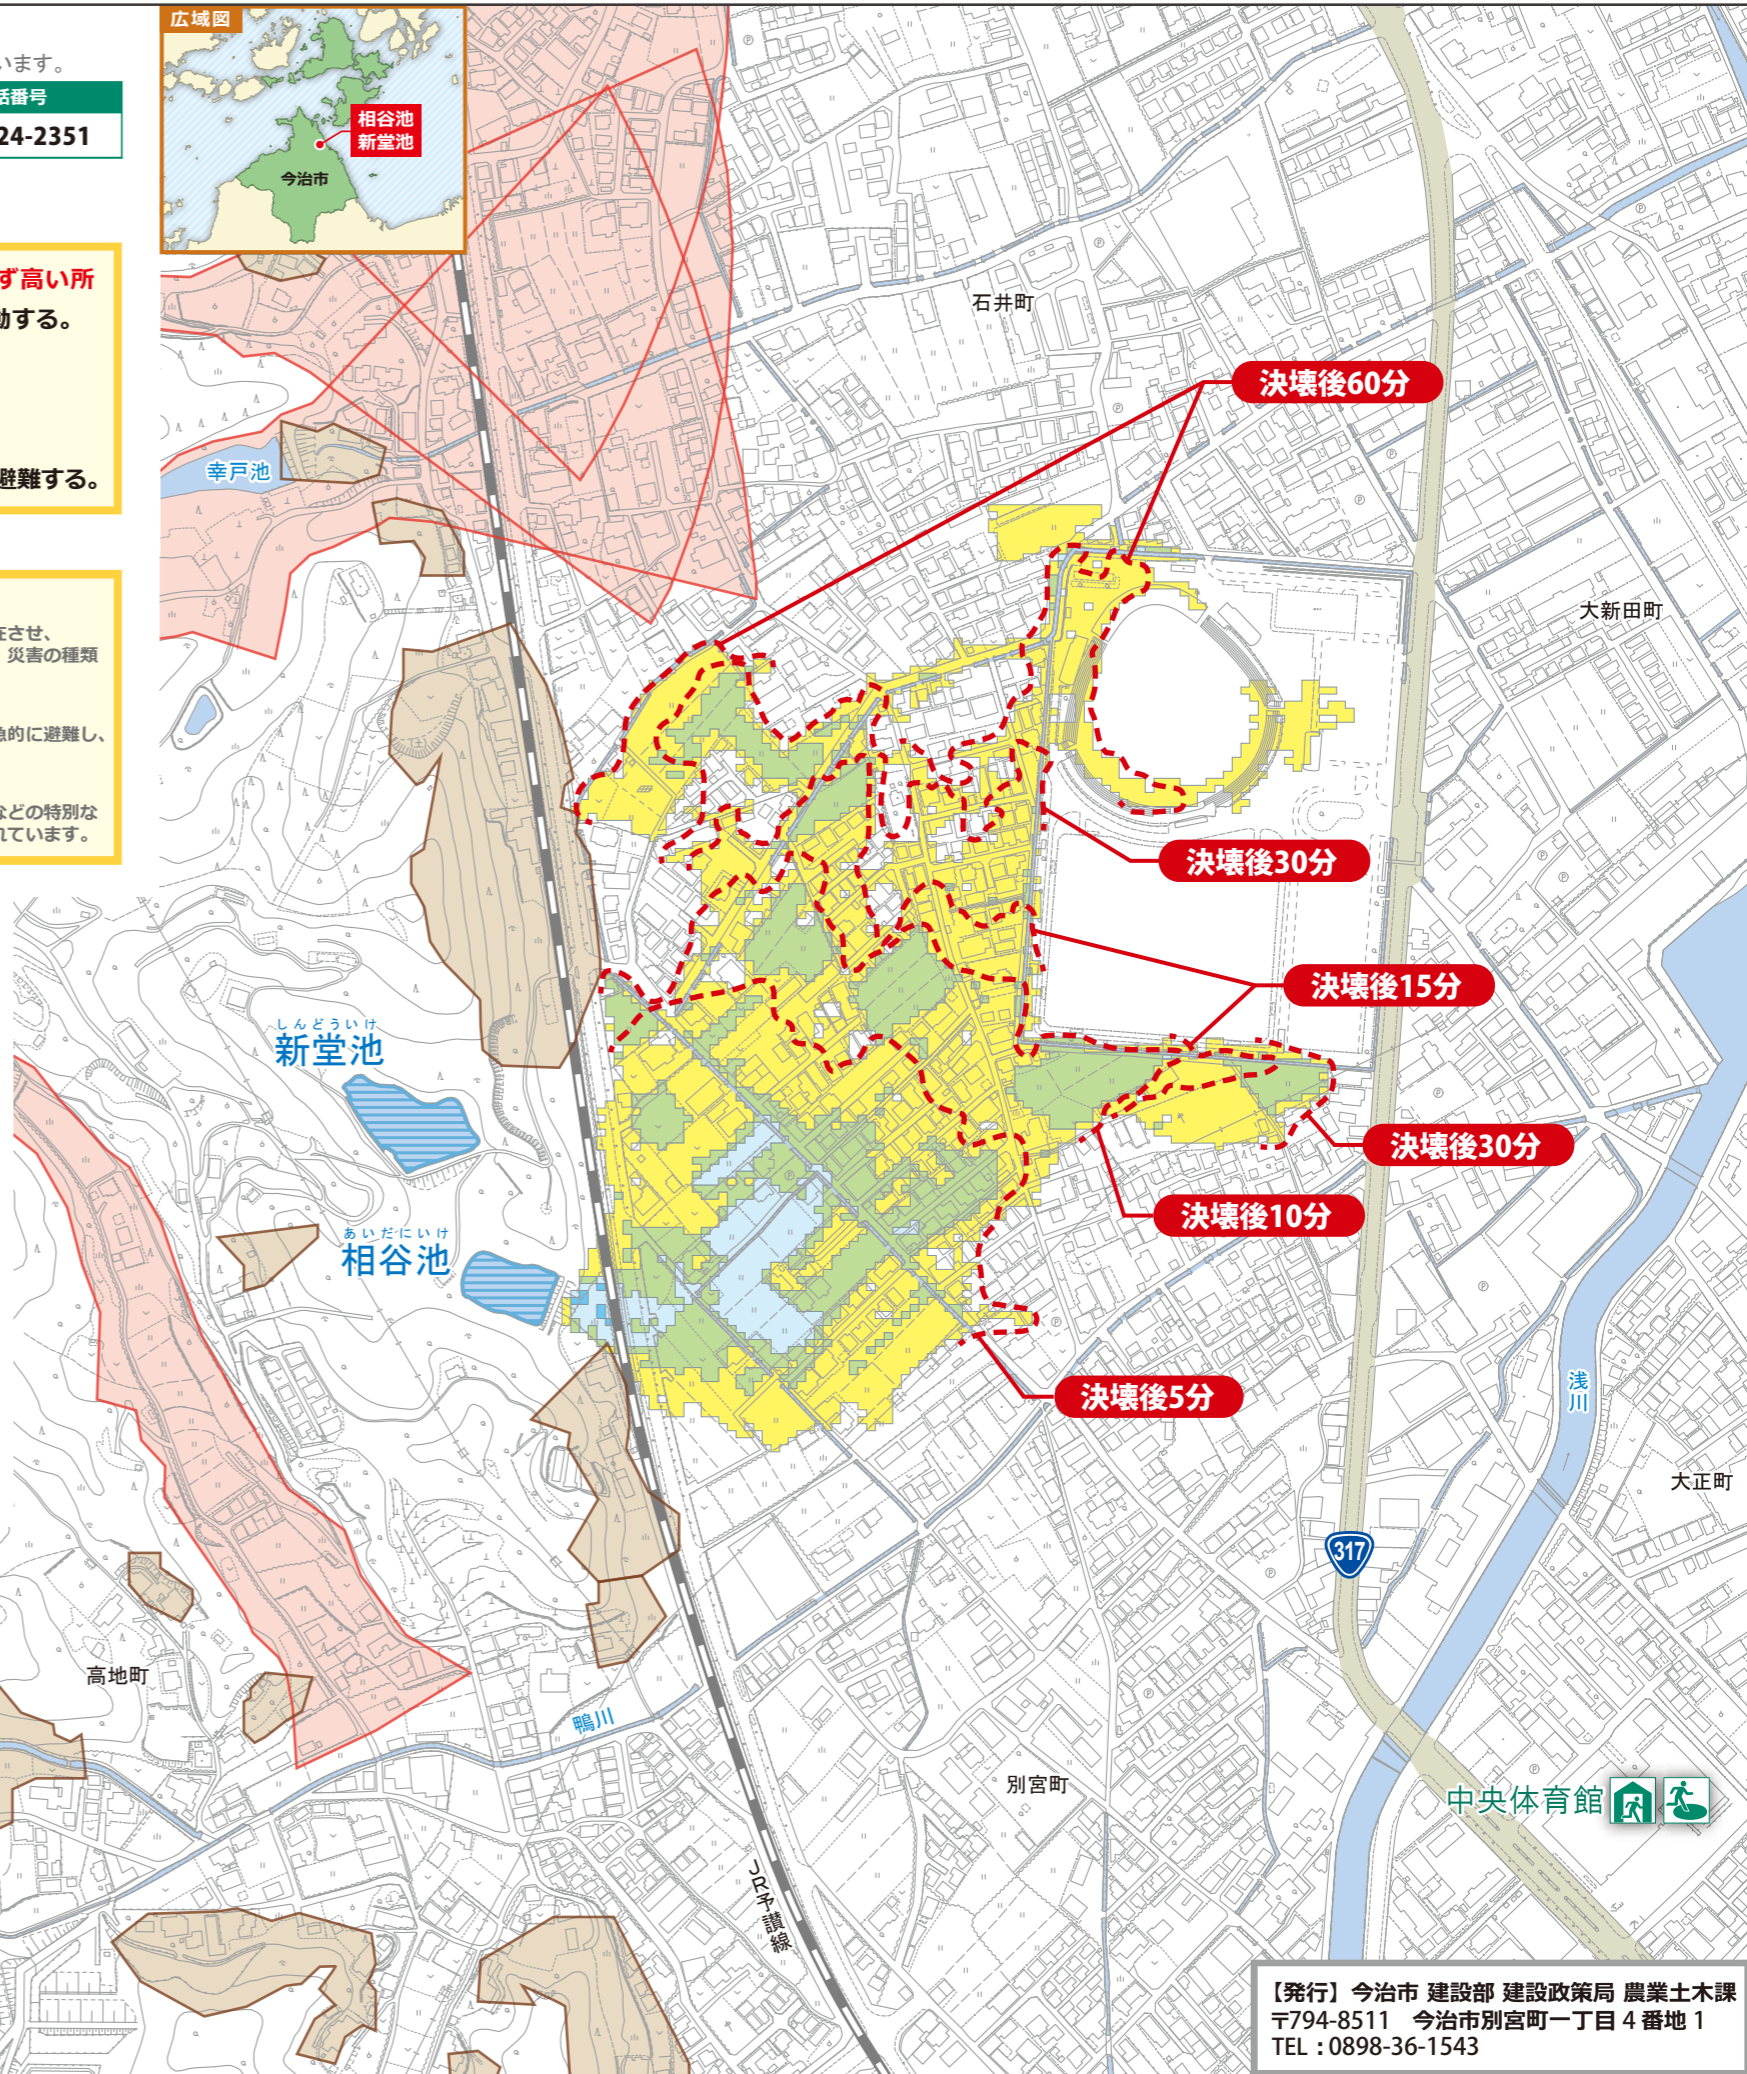 います。
話番号
24-2351
ず高い所
動する。
避難する。
在させ、
災害の種類
急的に避難し、
などの特別な
れています。
広域図
相谷池
新堂池
今治市
石井町
決壊後60分
幸戸池
大新田町
決壊後30分
決壊後15分
しんどういけ
新堂池
決壊後30分
決壊後10分
あいだにいけ
相谷池
決壊後5分
浅川
大正町
317
高地町
鴨川
別宮町
中央体育館
JR予讃線
【発行】今治市 建設部 建設政策局 農業土木課
〒794-8511 今治市別宮町一丁目4番地1
TEL:0898-36-1543